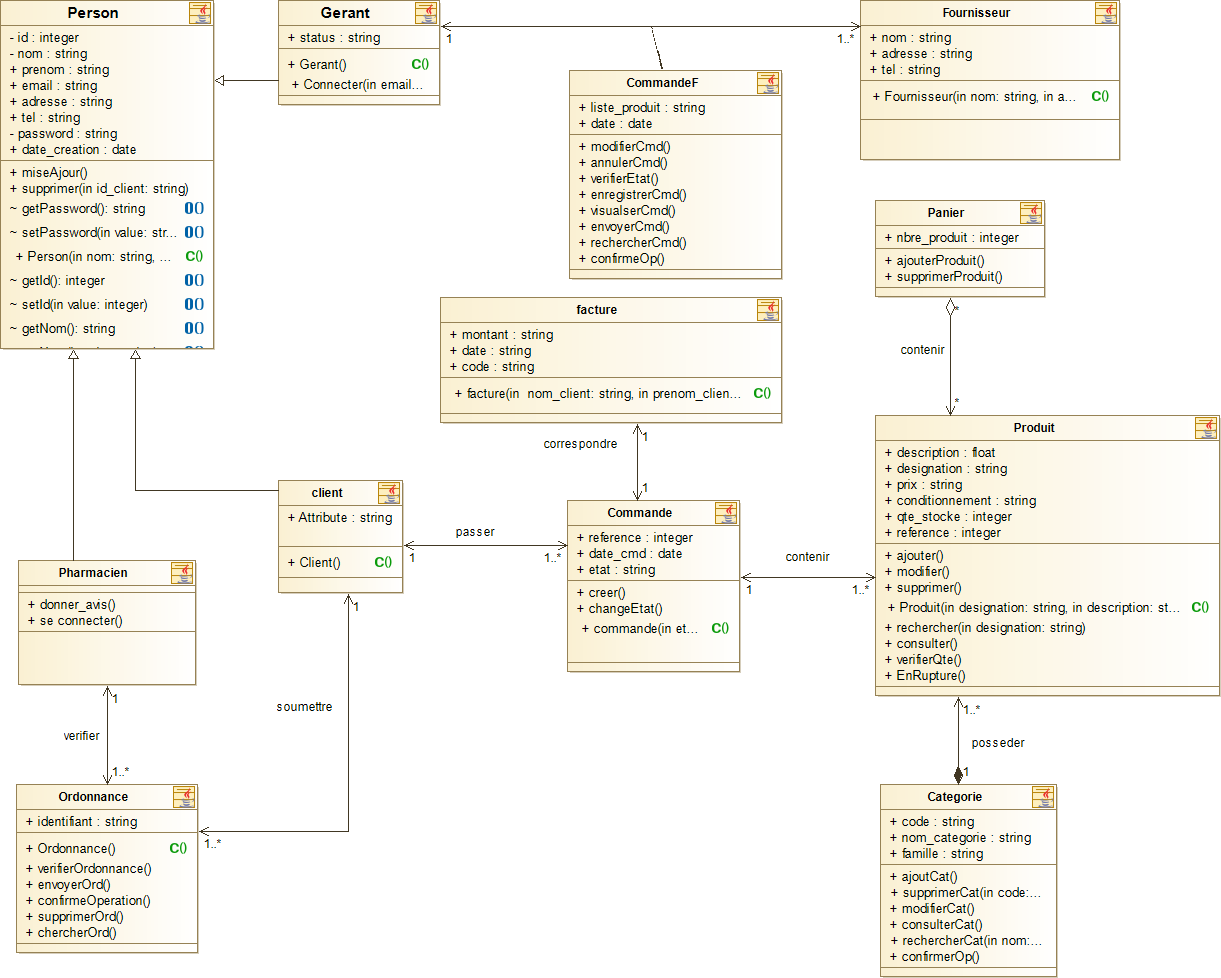 Person
- id : integer
- nom : string
+ prenom : string
+ email : string
+ adresse : string
+ tel : string
- password : string
+ date_creation : date
+ miseAjour()
+ supprimer(in id_client: string)
~ getPassword(): string
~ setPassword(in value: str...
+ Person(in nom: string, ... C()
~ getId(): integer
~ setId(in value: integer)
~ getNom(): string
Gerant
+ status : string
+ Gerant() C()
+ Connecter(in email...
1
1..*
Fournisseur
+ nom : string
+ adresse : string
+ tel : string
+ Fournisseur(in nom: string, in a... C()
CommandeF
+ liste_produit : string
+ date : date
+ modifierCmd()
+ annulerCmd()
+ verifierEtat()
+ enregistrerCmd()
+ visualserCmd()
+ envoyerCmd()
+ rechercherCmd()
+ confirmeOp()
Panier
+ nbre_produit : integer
+ ajouterProduit()
+ supprimerProduit()
*
contenir
*
facture
+ montant : string
+ date : string
+ code : string
+ facture(in nom_client: string, in prenom_clien... C()
1
correspondre
1
Produit
+ description : float
+ designation : string
+ prix : string
+ conditionnement : string
+ qte_stocke : integer
+ reference : integer
+ ajouter()
+ modifier()
+ supprimer()
+ Produit(in designation: string, in description: st... C()
+ rechercher(in designation: string)
+ consulter()
+ verifierQte()
+ EnRupture()
client
+ Attribute : string
+ Client() C()
passer
1
1..*
Commande
+ reference : integer
+ date_cmd : date
+ etat : string
+ creer()
+ changeEtat()
+ commande(in et... C()
contenir
1
1..*
Pharmacien
+ donner_avis()
+ se connecter()
1
verifier
1..*
1
soumettre
1..*
Ordonnance
+ identifiant : string
+ Ordonnance() C()
+ verifierOrdonnance()
+ envoyerOrd()
+ confirmeOperation()
+ supprimerOrd()
+ chercherOrd()
1..*
posseder
1
Categorie
+ code : string
+ nom_categorie : string
+ famille : string
+ ajoutCat()
+ supprimerCat(in code:...
+ modifierCat()
+ consulterCat()
+ rechercherCat(in nom:...
+ confirmerOp()